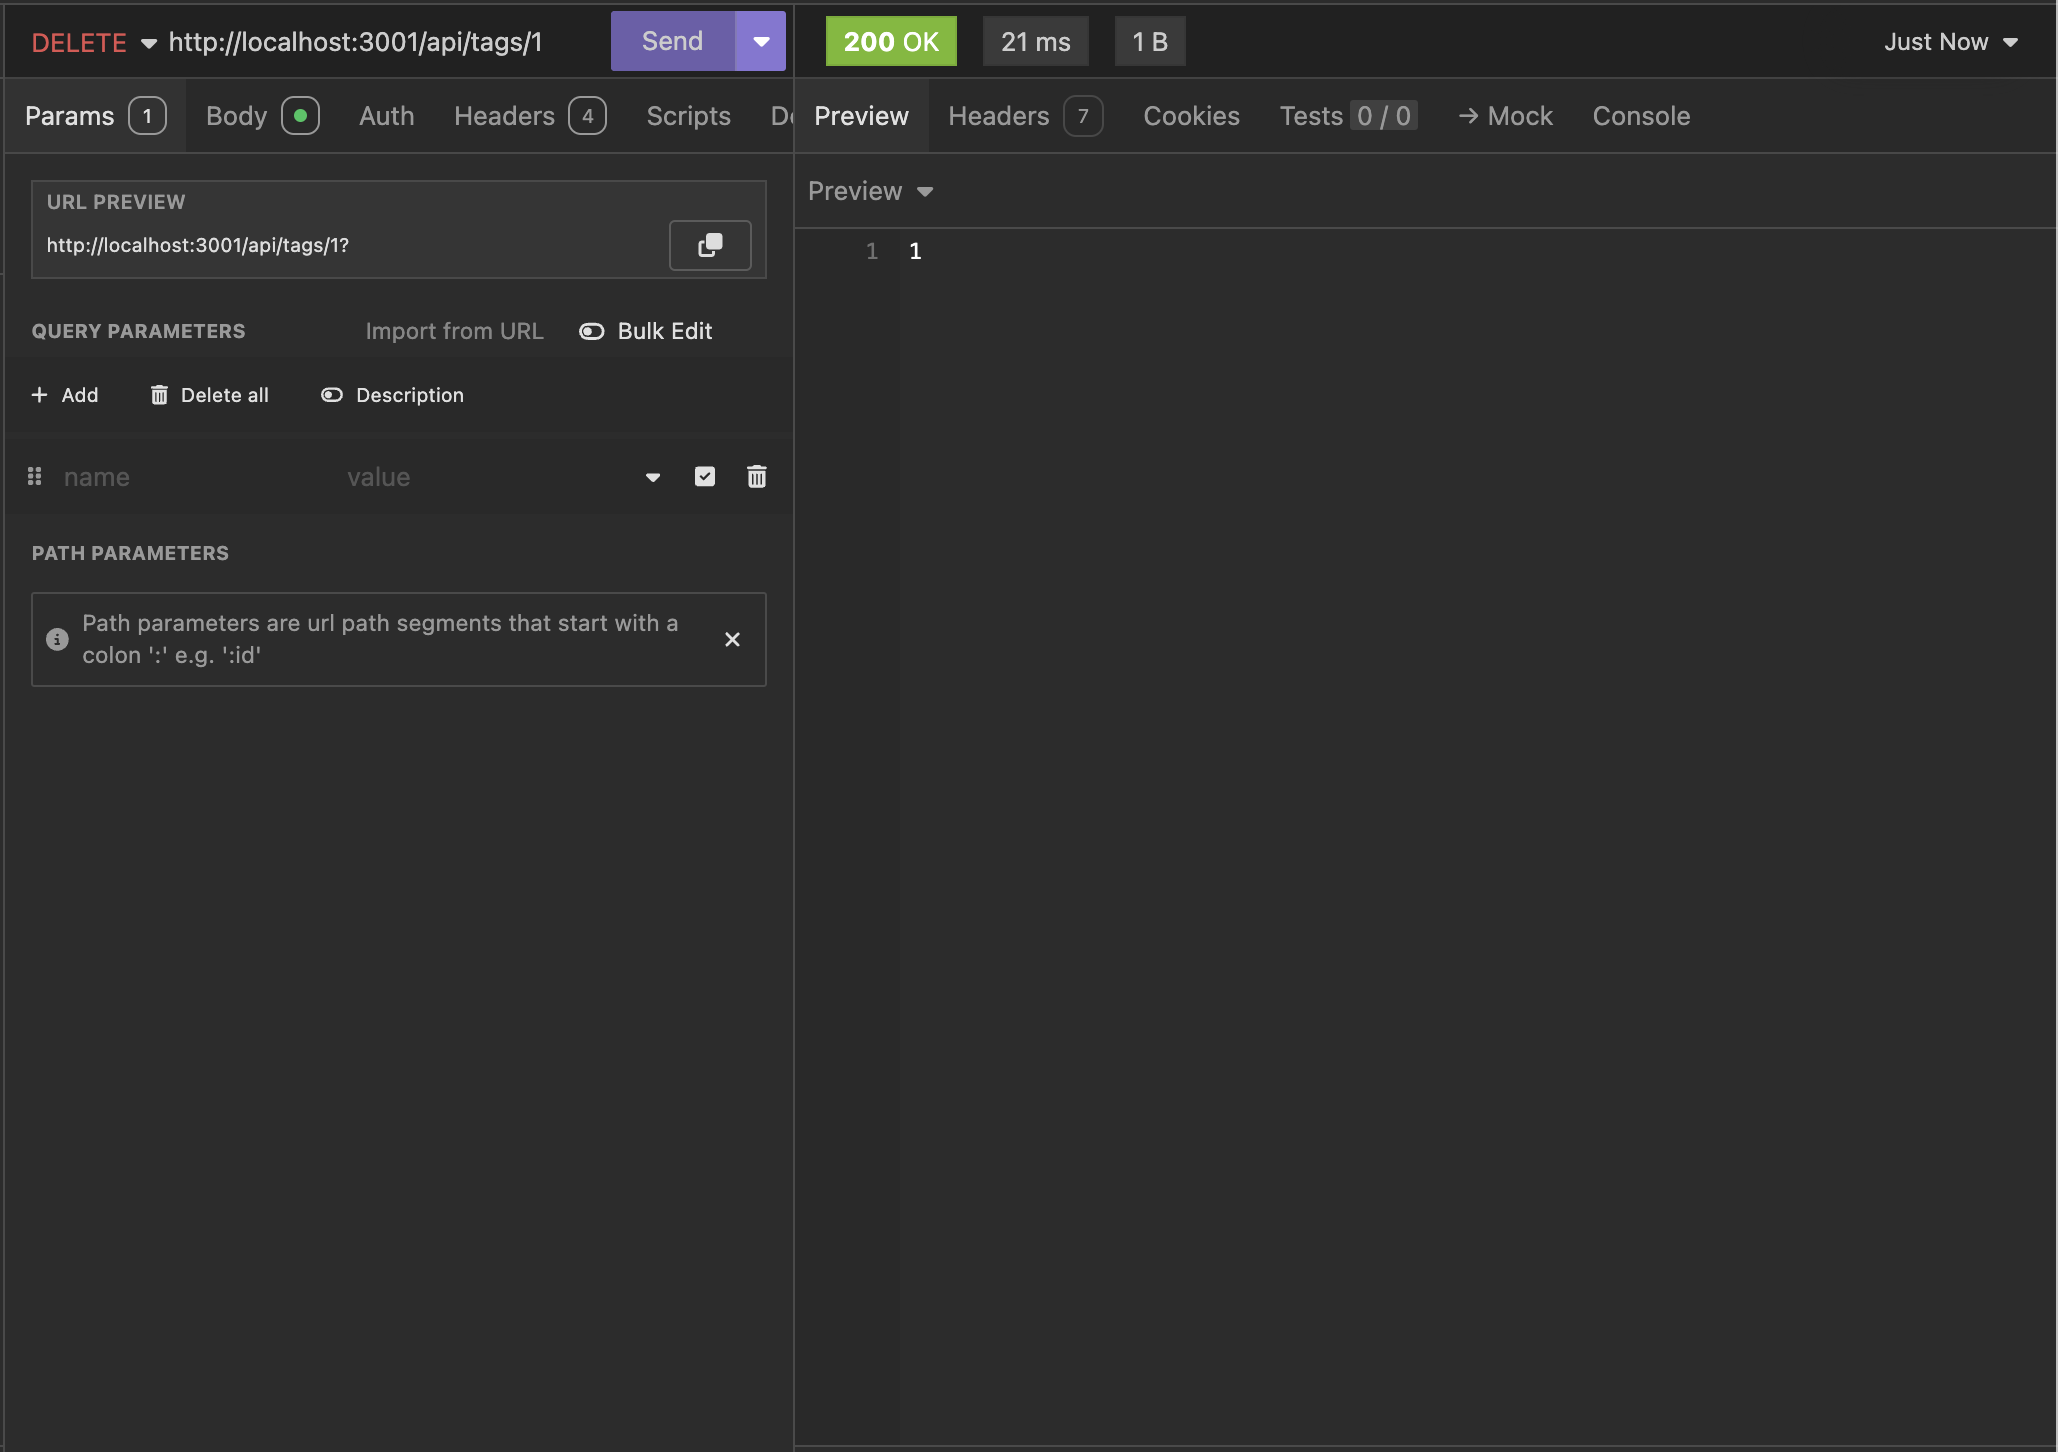 DELETE http://localhost:3001/api/tags/1 Send
200 OK 21 ms 1 B Just Now
Params 1 Body Auth Headers 4 Scripts
Preview Headers 7 Cookies Tests 0 / 0 → Mock Console
URL PREVIEW
http://localhost:3001/api/tags/1?
QUERY PARAMETERS Import from URL Bulk Edit
+ Add Delete all Description
name value
PATH PARAMETERS
Path parameters are url path segments that start with a
colon ':' e.g. ':id'
Preview
1 1